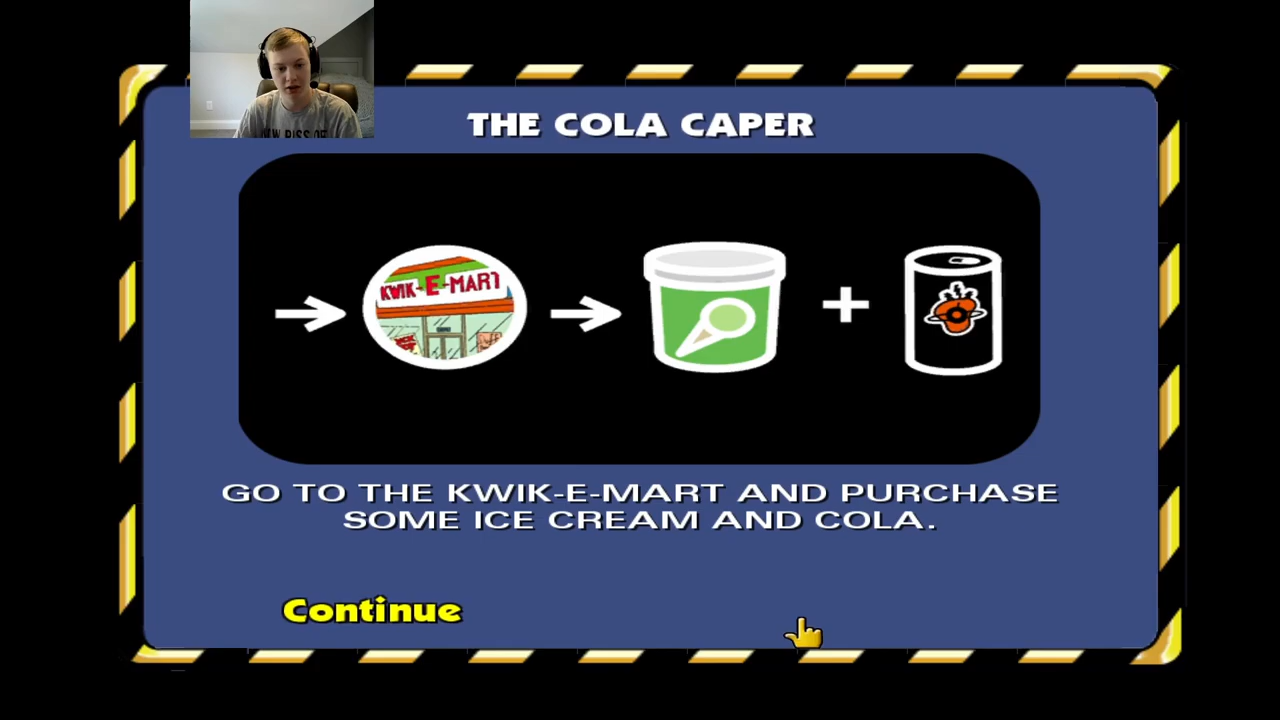 THE COLA CAPER
KWIK-E-MART
GO TO THE KWIK-E-MART AND PURCHASE
SOME ICE CREAM AND COLA.
Continue